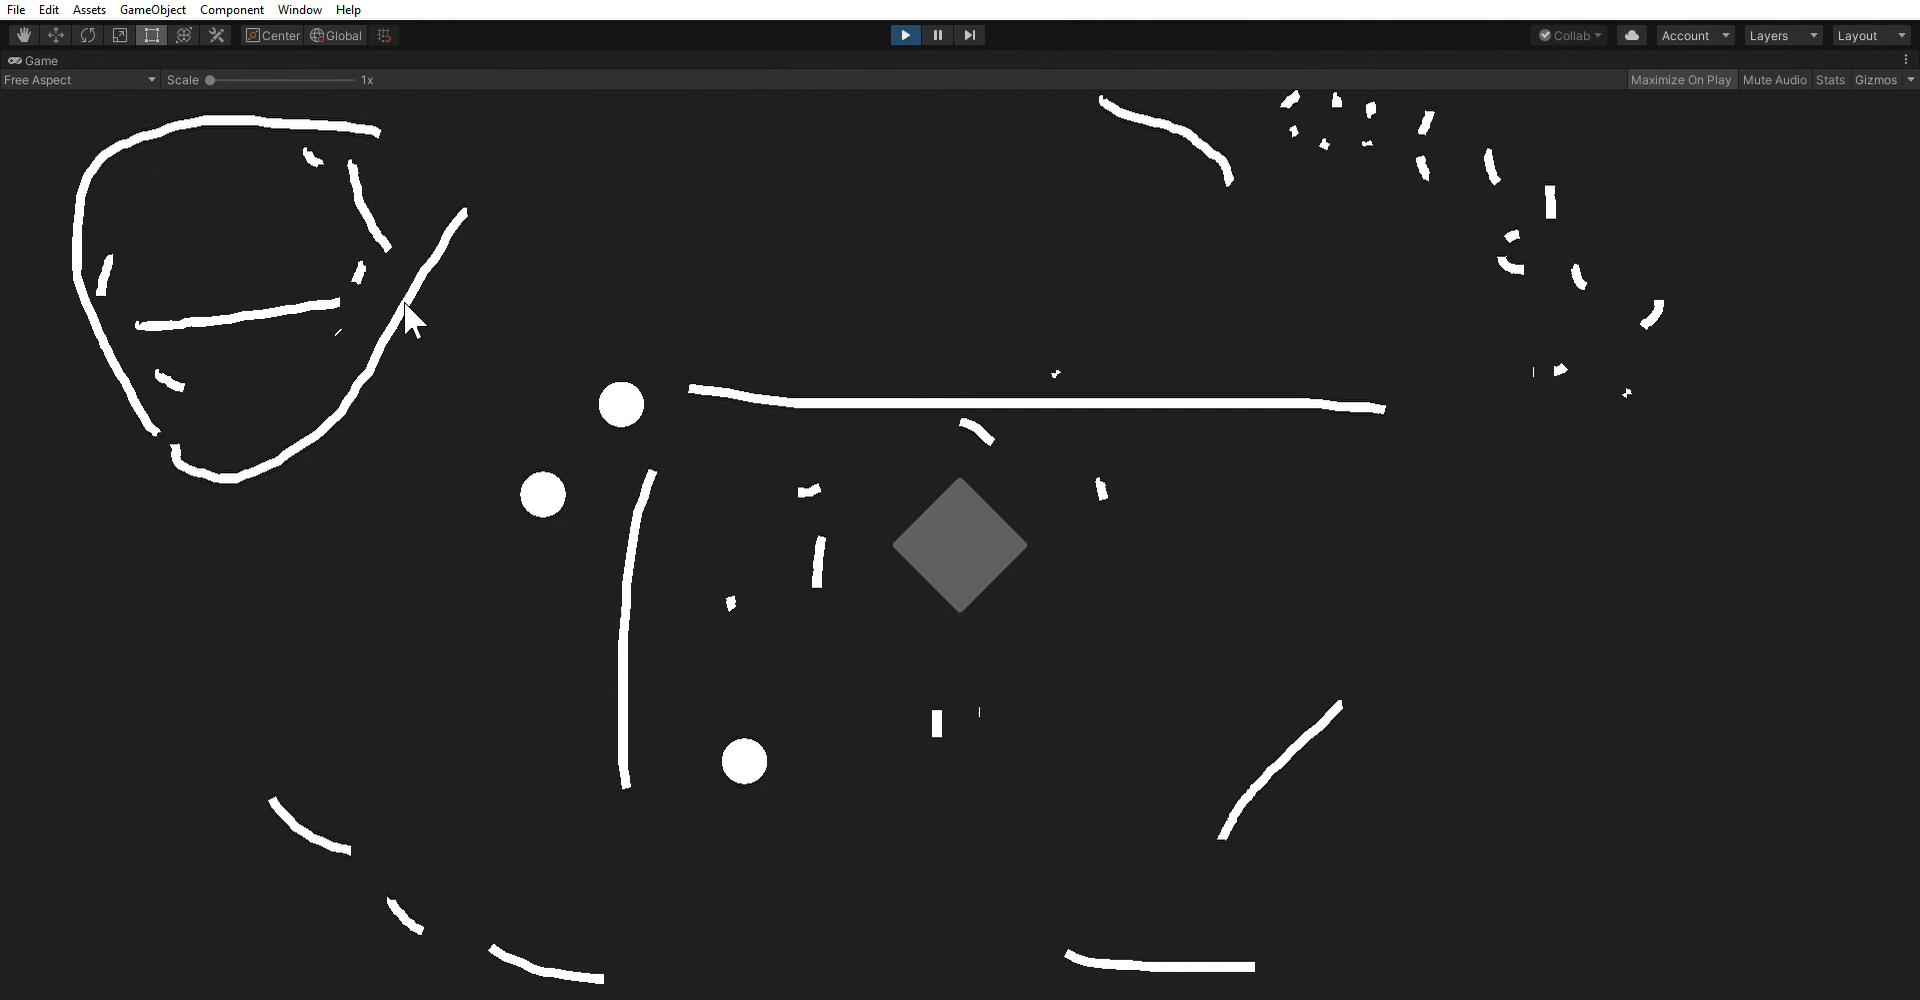 File Edit Assets GameObject Component Window Help
Center Global Collab Account Layers Layout
Game
Free Aspect Scale 1x Maximize On Play Mute Audio Stats Gizmos